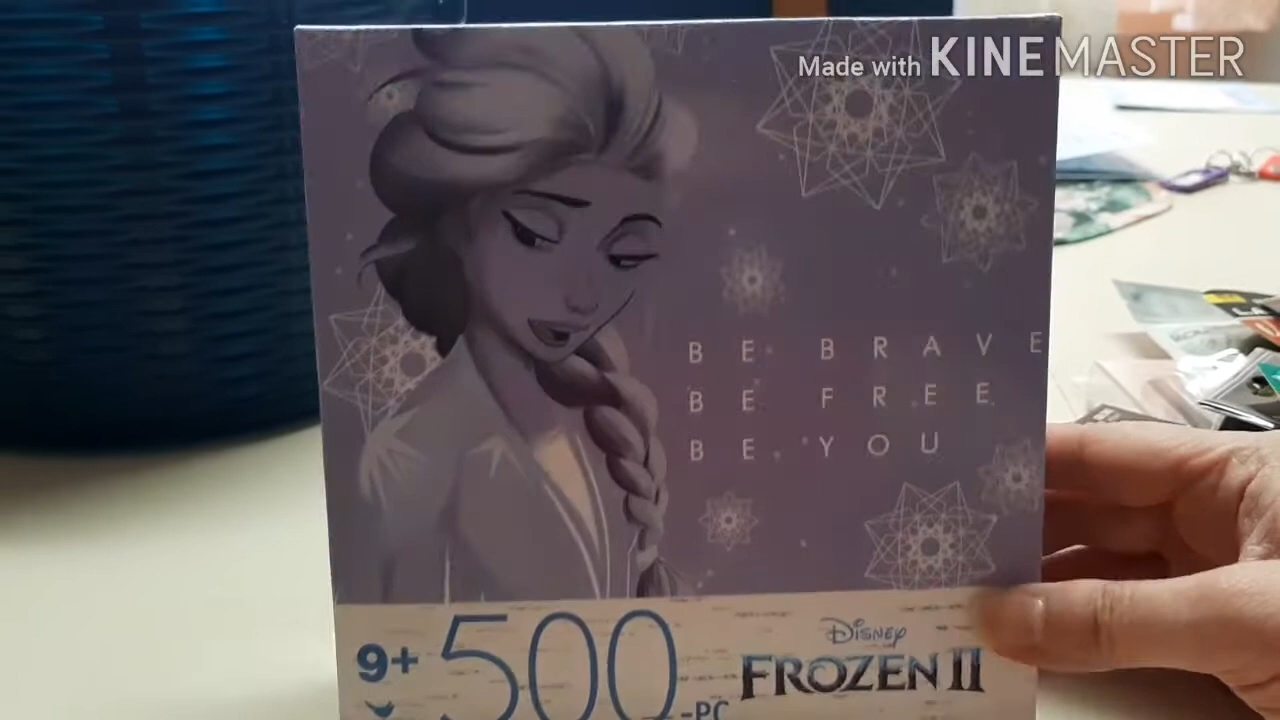 Made with KINEMASTER
BE BRAVE
BE FREE
BE YOU
9+
500
-PC
Disney
FROZEN II